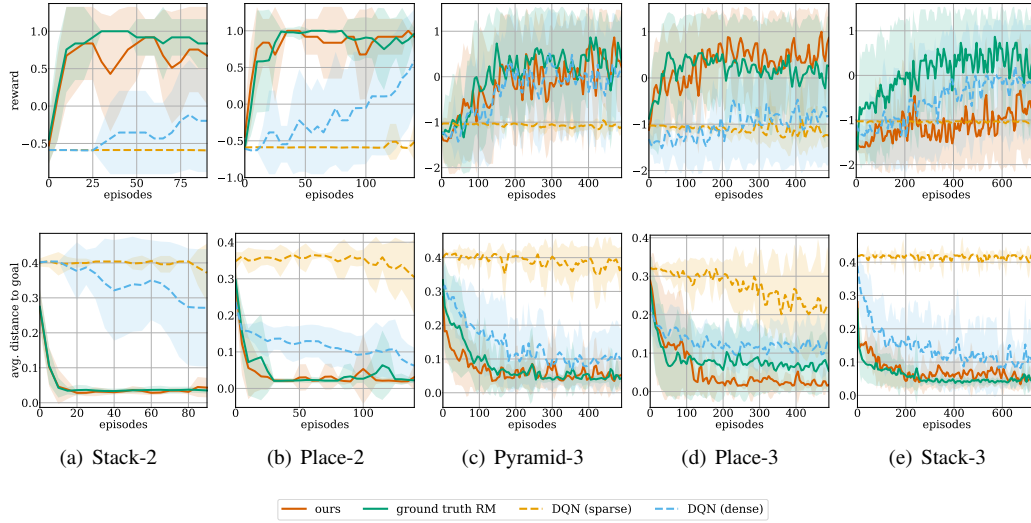 reward
1.0
0.5
0.0
−0.5
0 25 50 75
episodes
1.0
0.5
0.0
−0.5
−1.0
0 50 100
episodes
1
0
−1
−2
0 200 400
episodes
1
0
−1
−2
0 200 400
episodes
1
0
−1
−2
0 200 400 600
episodes
avg. distance to goal
0.4
0.3
0.2
0.1
0.0
0 20 40 60 80
episodes
0.4
0.3
0.2
0.1
0.0
0 50 100
episodes
0.4
0.3
0.2
0.1
0.0
0 100 200 300 400
episodes
0.4
0.3
0.2
0.1
0.0
0 100 200 300 400
episodes
0.4
0.3
0.2
0.1
0.0
0 200 400 600
episodes
(a) Stack-2
(b) Place-2
(c) Pyramid-3
(d) Place-3
(e) Stack-3
ours
ground truth RM
DQN (sparse)
DQN (dense)